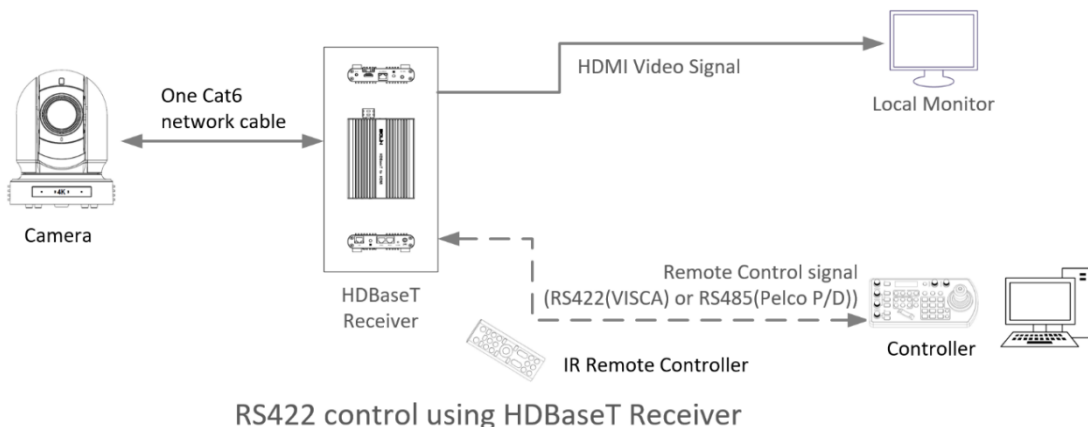 One Cat6
network cable
HDMI Video Signal
Local Monitor
4K
Camera
HDBaseT
Receiver
Remote Control signal
(RS422(VISCA) or RS485(Pelco P/D))
Controller
IR Remote Controller
RS422 control using HDBaseT Receiver